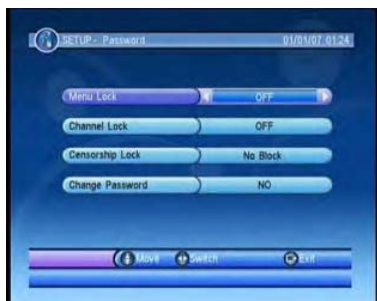 SETUP - Password 01/01/07 01:24
Menu Lock OFF
Channel Lock OFF
Censorship Lock No Block
Change Password NO
Move Switch Exit